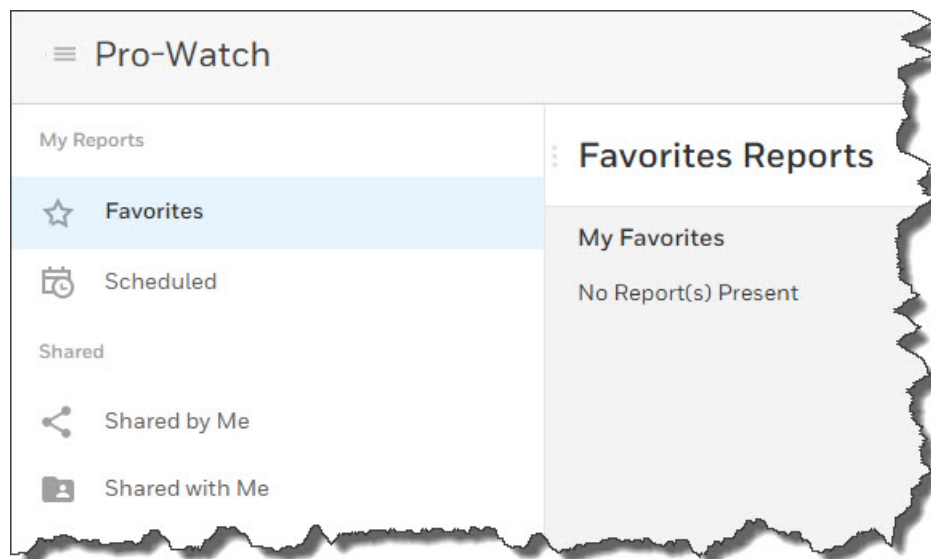 Pro-Watch
My Reports
Favorites
Scheduled
Shared
Shared by Me
Shared with Me
Favorites Reports
My Favorites
No Report(s) Present